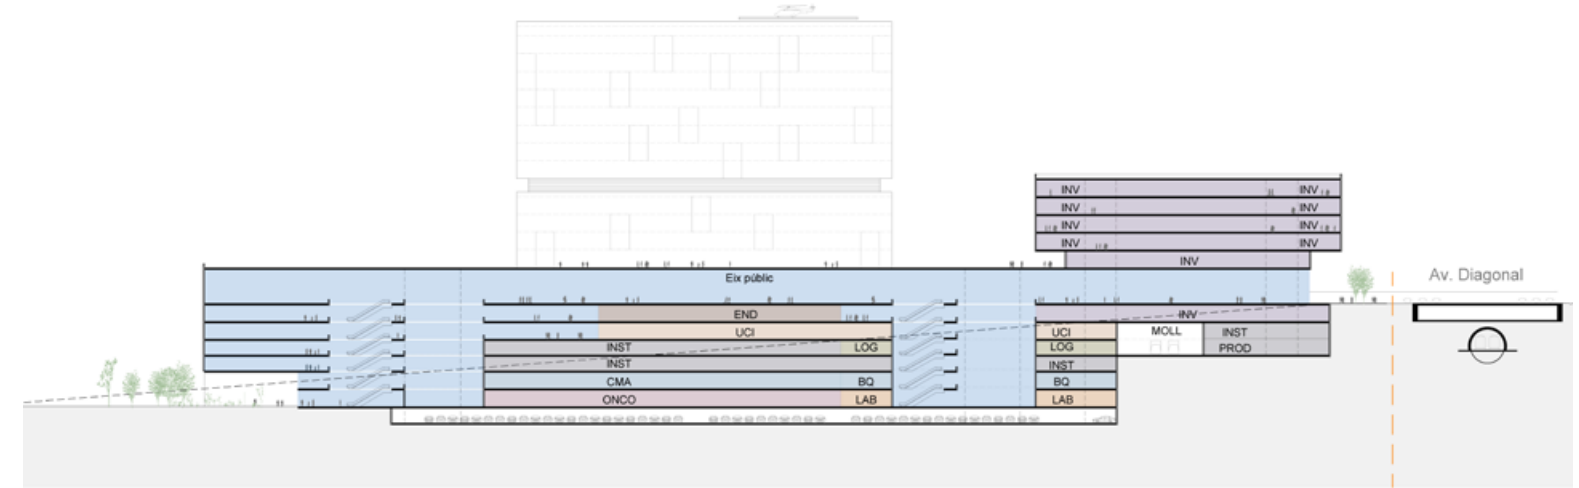 INV INV
INV INV
INV INV
INV INV
INV
Eix públic
Av. Diagonal
END INV
UCI UCI MOLL INST
INST LOG LOG PROD
INST INST
CMA BQ BQ
ONCO LAB LAB